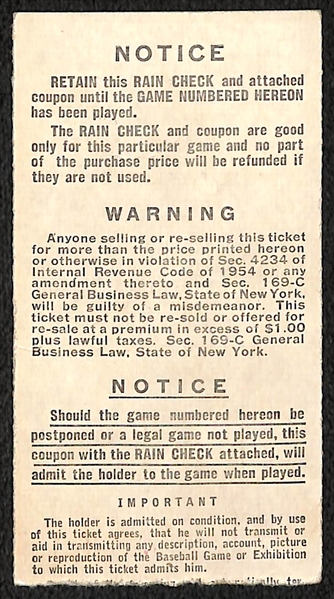 NOTICE
RETAIN this RAIN CHECK and attached
coupon until the GAME NUMBERED HEREON
has been played.
The RAIN CHECK and coupon are good
only for this particular game and no part
of the purchase price will be refunded if
they are not used.
WARNING
Anyone selling or re-selling this ticket
for more than the price printed hereon
or otherwise in violation of Sec. 4234 of
Internal Revenue Code of 1954 or any
amendment thereto and Sec. 169-C
General Business Law, State of New York,
will be guilty of a misdemeanor. This
ticket must not be re-sold or offered for
re-sale at a premium in excess of $1.00
plus lawful taxes. Sec. 169-C General
Business Law, State of New York.
NOTICE
Should the game numbered hereon be
postponed or a legal game not played, this
coupon with the RAIN CHECK attached, will
admit the holder to the game when played.
IMPORTANT
The holder is admitted on condition, and by use
of this ticket agrees, that he will not transmit or
aid in transmitting any description, account, picture
or reproduction of the Baseball Game or Exhibition
to which this ticket admits him.